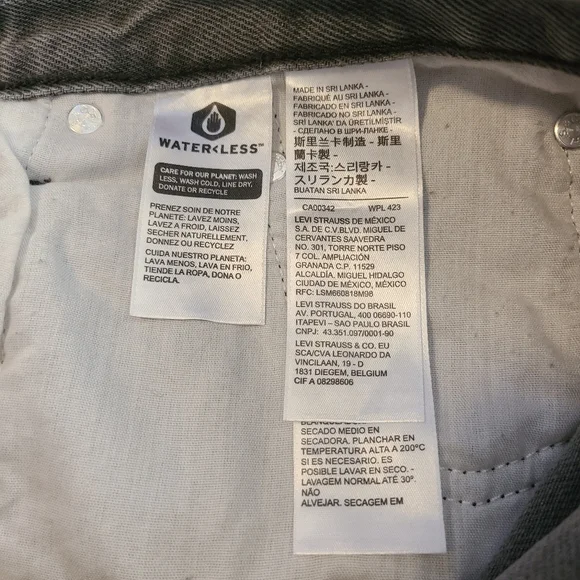 WATER<LESS™
CARE FOR OUR PLANET: WASH
LESS, WASH COLD, LINE DRY,
DONATE OR RECYCLE
PRENEZ SOIN DE NOTRE
PLANETE: LAVEZ MOINS,
LAVEZ A FROID, LAISSEZ
SECHER NATURELLEMENT,
DONNEZ OU RECYCLEZ
CUIDA NUESTRO PLANETA:
LAVA MENOS, LAVA EN FRIO,
TIENDE LA ROPA, DONA O
RECICLA.
MADE IN SRI LANKA -
FABRIQUÉ AU SRI LANKA -
FABRICADO EN SRI LANKA -
FABRICADO NO SRI LANKA -
SRİ LANKA' DA ÜRETİLMİŞTİR
- СДЕЛАНО В ШРИ-ЛАНКЕ -
斯里兰卡制造 - 斯里
蘭卡製 -
제조국: 스리랑카 -
スリランカ製 -
BUATAN SRI LANKA
CA00342 WPL 423
LEVI STRAUSS DE MÉXICO
S.A. DE C.V.BLVD. MIGUEL DE
CERVANTES SAAVEDRA
NO. 301, TORRE NORTE PISO
7 COL. AMPLIACIÓN
GRANADA C.P. 11529
ALCALDÍA. MIGUEL HIDALGO
CIUDAD DE MÉXICO, MÉXICO
RFC: LSM660818M98
LEVI STRAUSS DO BRASIL
AV. PORTUGAL, 400 06690-110
ITAPEVI – SAO PAULO BRASIL
CNPJ: 43.351.097/0001-90
LEVI STRAUSS & CO. EU
SCA/CVA LEONARDO DA
VINCILAAN, 19 - D
1831 DIEGEM, BELGIUM
CIF A 08298606
SECADO MEDIO EN
SECADORA. PLANCHAR EN
TEMPERATURA ALTA A 200°C
SI ES NECESARIO. ES
POSIBLE LAVAR EN SECO. -
LAVAGEM NORMAL ATÉ 30°.
NÃO
ALVEJAR. SECAGEM EM